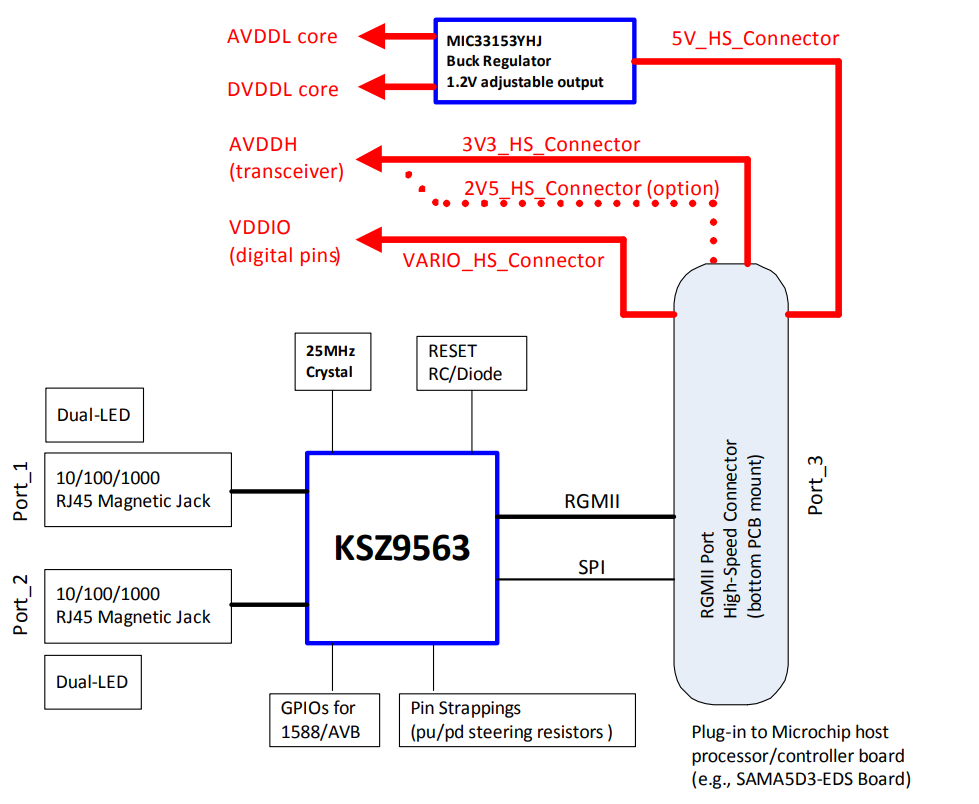 AVDDL core
MIC33153YHJ
Buck Regulator
1.2V adjustable output
5V_HS_Connector
DVDDL core
AVDDH
(transceiver)
3V3_HS_Connector
2V5_HS_Connector (option)
VDDIO
(digital pins)
VARIO_HS_Connector
25MHz
Crystal
RESET
RC/Diode
Dual-LED
Port_1
10/100/1000
RJ45 Magnetic Jack
KSZ9563
RGMII
SPI
RGMII Port
High-Speed Connector
(bottom PCB mount)
Port_3
Port_2
10/100/1000
RJ45 Magnetic Jack
Dual-LED
GPIOs for
1588/AVB
Pin Strappings
(pu/pd steering resistors )
Plug-in to Microchip host
processor/controller board
(e.g., SAMA5D3-EDS Board)